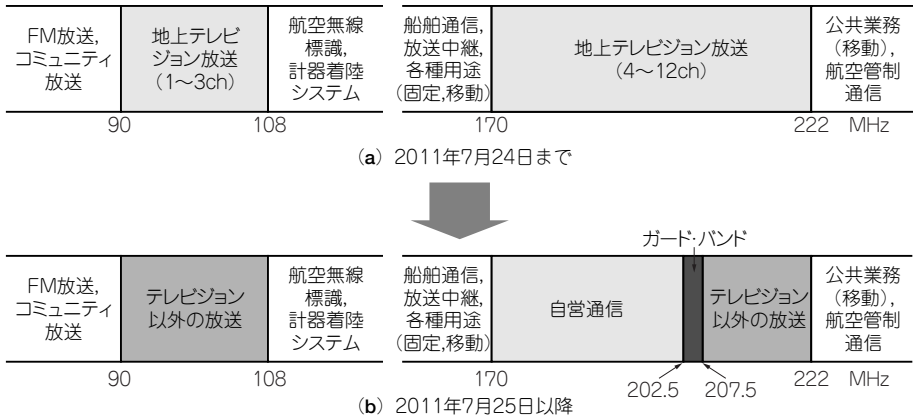 FM放送,
コミュニティ
放送
地上テレビ
ジョン放送
(1〜3ch)
航空無線
標識,
計器着陸
システム
船舶通信,
放送中継,
各種用途
(固定,移動)
地上テレビジョン放送
(4〜12ch)
公共業務
(移動),
航空管制
通信
90
108
170
222 MHz
(a) 2011年7月24日まで
ガード・バンド
FM放送,
コミュニティ
放送
テレビジョン
以外の放送
航空無線
標識,
計器着陸
システム
船舶通信,
放送中継,
各種用途
(固定,移動)
自営通信
テレビジョン
以外の放送
公共業務
(移動),
航空管制
通信
90
108
170
202.5
207.5
222 MHz
(b) 2011年7月25日以降